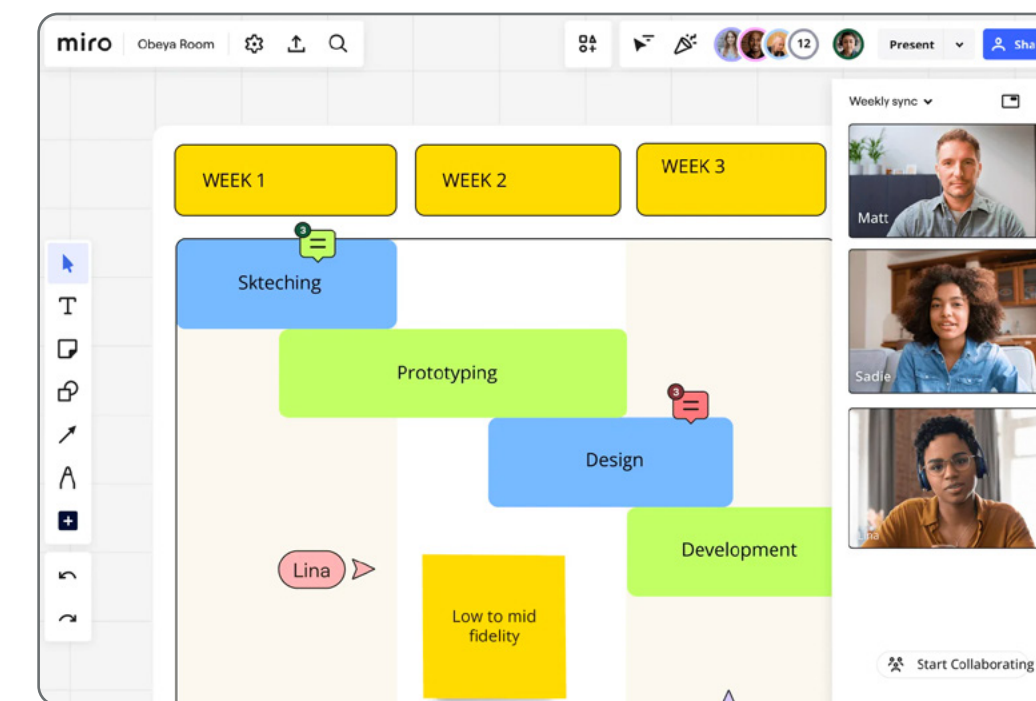 miro
Obeya Room
12
Present
Sha
Weekly sync
WEEK 1
WEEK 2
WEEK 3
Matt
3
Skteching
Prototyping
Sadie
3
Design
Lina
Development
Lina
Low to mid
fidelity
Start Collaborating